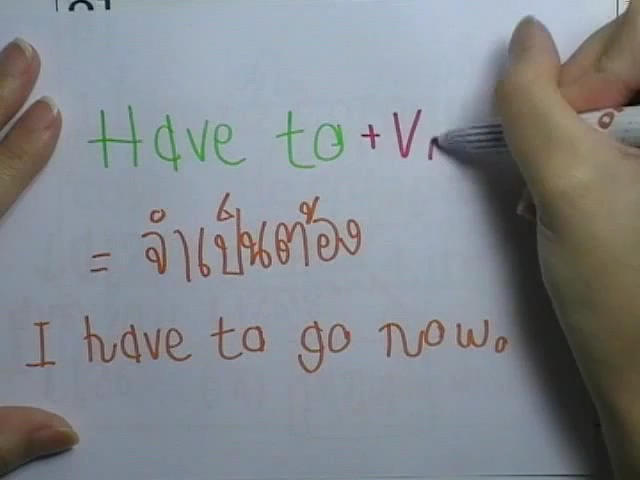 Have to + V1
= จำเป็นต้อง
I have to go now.